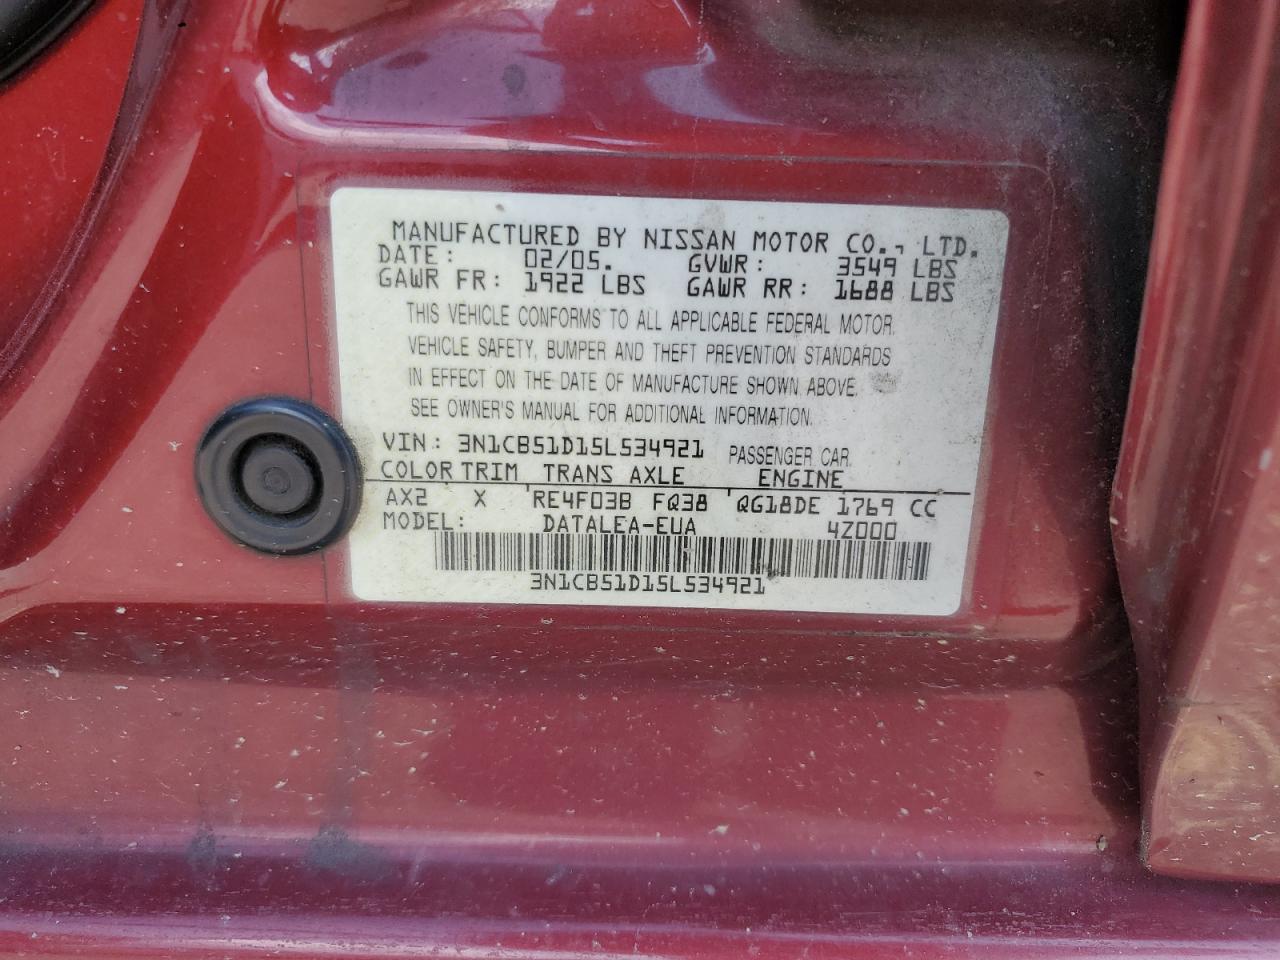 MANUFACTURED BY NISSAN MOTOR CO., LTD.
DATE: 02/05. GVWR: 3549 LBS
GAWR FR: 1922 LBS GAWR RR: 1688 LBS
THIS VEHICLE CONFORMS TO ALL APPLICABLE FEDERAL MOTOR
VEHICLE SAFETY, BUMPER AND THEFT PREVENTION STANDARDS
IN EFFECT ON THE DATE OF MANUFACTURE SHOWN ABOVE.
SEE OWNER'S MANUAL FOR ADDITIONAL INFORMATION.
VIN: 3N1CB51D15L534921 PASSENGER CAR
COLOR TRIM TRANS AXLE ENGINE
AX2 X RE4F03B FQ38 QG18DE 1769 CC
MODEL: DATALEA-EUA 4Z000
3N1CB51D15L534921